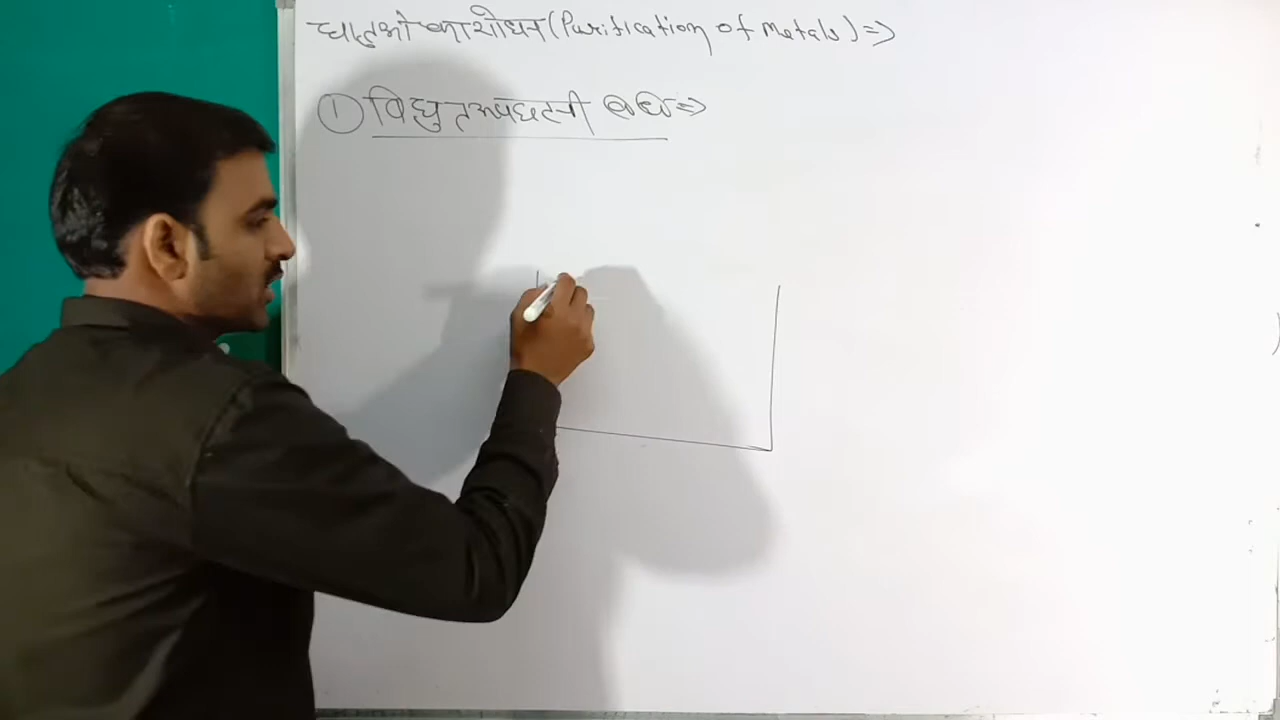 धातुओ का शोधन (Purification of Metals) =>
① विद्युत अपघटनी विधि =>